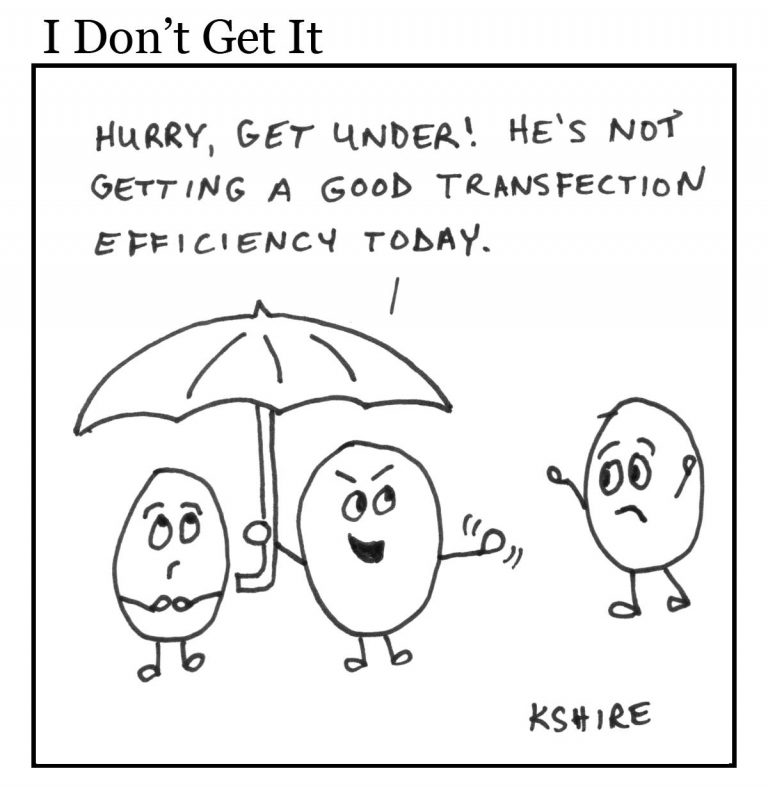 I Don’t Get It
HURRY, GET UNDER! HE'S NOT
GETTING A GOOD TRANSFECTION
EFFICIENCY TODAY.
KSHIRE